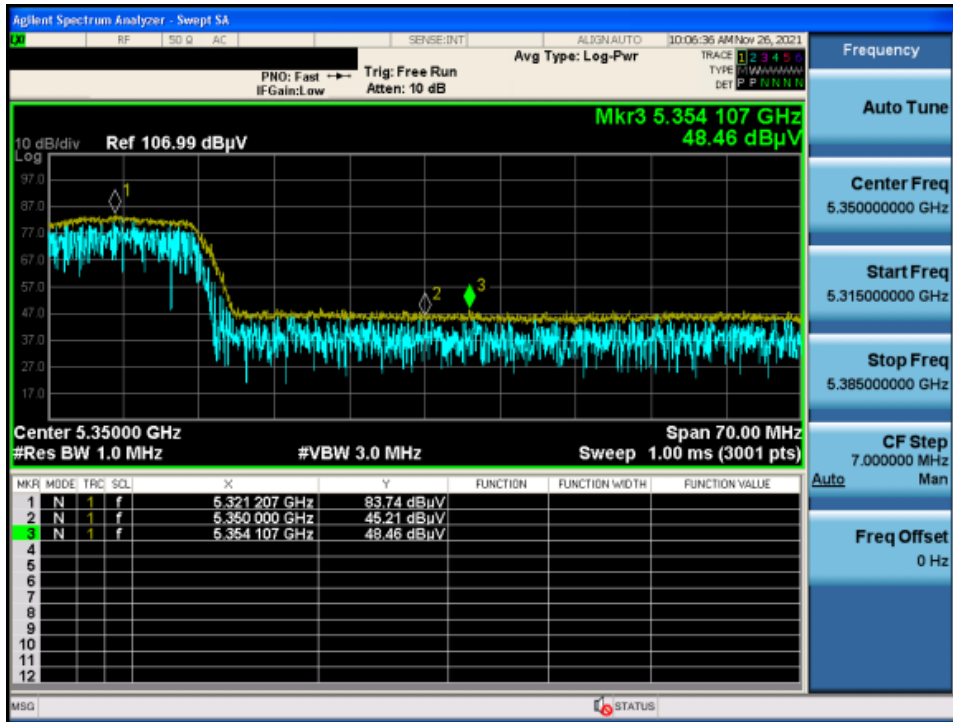 Agilent Spectrum Analyzer - Swept SA
LXI RF 50 Ω AC SENSE:INT ALIGNAUTO 10:06:36 AM Nov 26, 2021
Avg Type: Log-Pwr TRACE 1 2 3 4 5 6
PNO: Fast Trig: Free Run TYPE M W W W W W
IFGain:Low Atten: 10 dB DET P P N N N N
Mkr3 5.354 107 GHz
10 dB/div Ref 106.99 dBµV 48.46 dBµV
Log
97.0
87.0
77.0
67.0
57.0
47.0
37.0
27.0
17.0
1
2
3
Center 5.35000 GHz Span 70.00 MHz
#Res BW 1.0 MHz #VBW 3.0 MHz Sweep 1.00 ms (3001 pts)
MKR MODE TRC SCL X Y FUNCTION FUNCTION WIDTH FUNCTION VALUE
1 N 1 f 5.321 207 GHz 83.74 dBµV
2 N 1 f 5.350 000 GHz 45.21 dBµV
3 N 1 f 5.354 107 GHz 48.46 dBµV
4
5
6
7
8
9
10
11
12
MSG STATUS
Frequency
Auto Tune
Center Freq
5.350000000 GHz
Start Freq
5.315000000 GHz
Stop Freq
5.385000000 GHz
CF Step
7.000000 MHz
Auto Man
Freq Offset
0 Hz